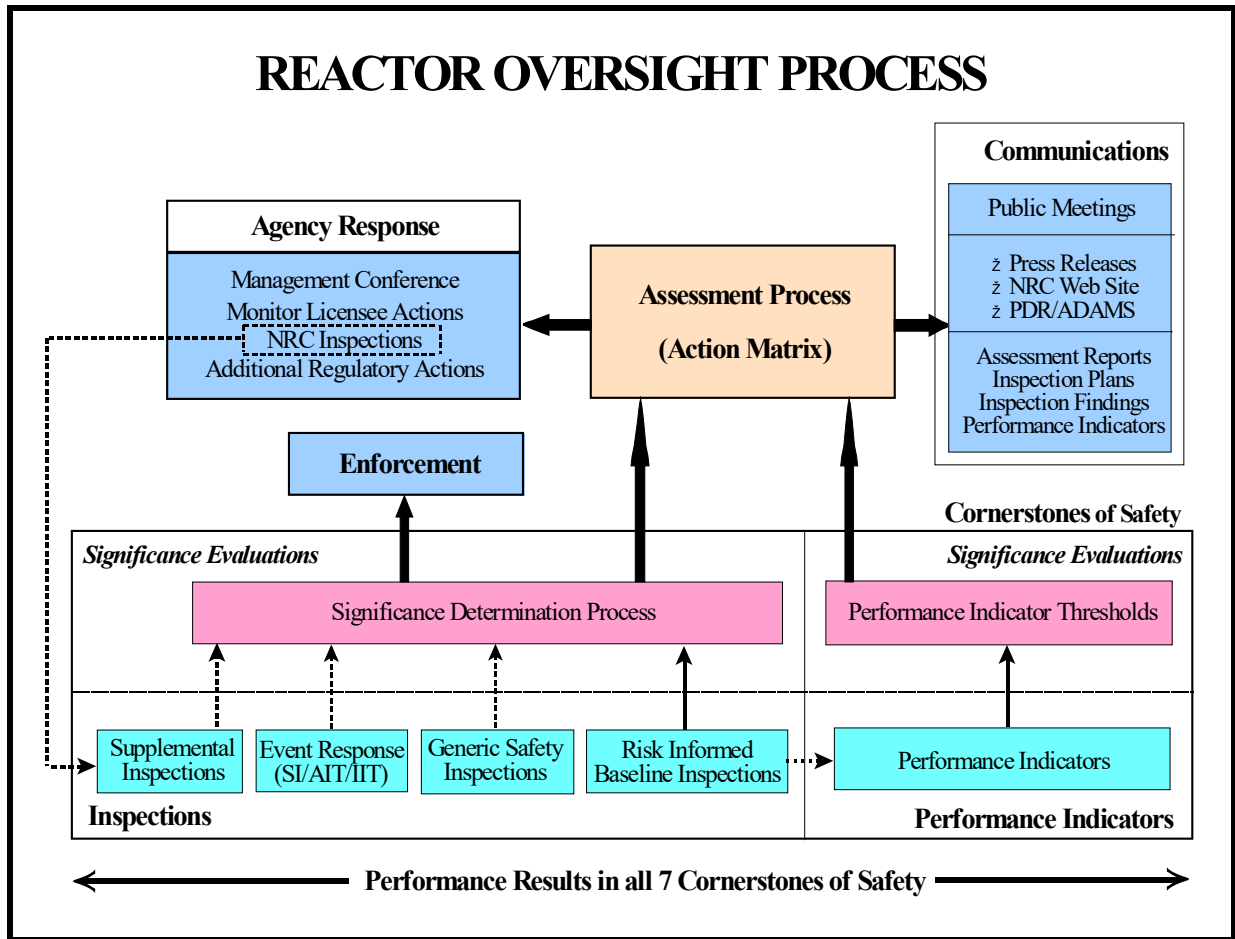 REACTOR OVERSIGHT PROCESS
Communications
Public Meetings
ž Press Releases
ž NRC Web Site
ž PDR/ADAMS
Assessment Reports
Inspection Plans
Inspection Findings
Performance Indicators
Agency Response
Management Conference
Monitor Licensee Actions
NRC Inspections
Additional Regulatory Actions
Assessment Process
(Action Matrix)
Enforcement
Cornerstones of Safety
Significance Evaluations
Significance Evaluations
Significance Determination Process
Performance Indicator Thresholds
Supplemental
Inspections
Event Response
(SI/AIT/IIT)
Generic Safety
Inspections
Risk Informed
Baseline Inspections
Performance Indicators
Inspections
Performance Indicators
Performance Results in all 7 Cornerstones of Safety